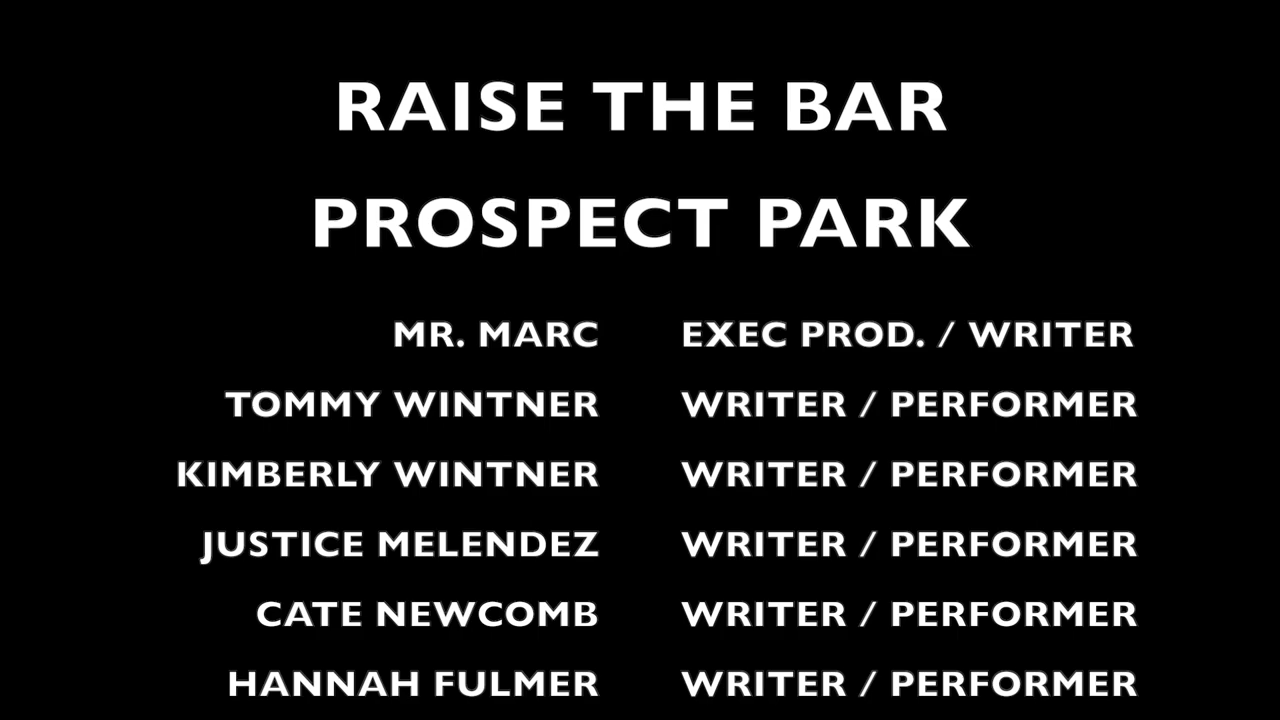 RAISE THE BAR
PROSPECT PARK
MR. MARC EXEC PROD. / WRITER
TOMMY WINTNER WRITER / PERFORMER
KIMBERLY WINTNER WRITER / PERFORMER
JUSTICE MELENDEZ WRITER / PERFORMER
CATE NEWCOMB WRITER / PERFORMER
HANNAH FULMER WRITER / PERFORMER